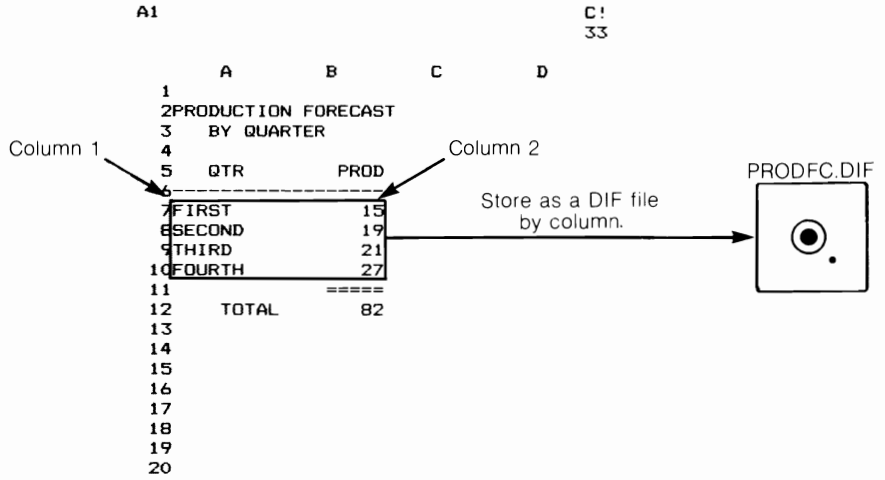 A1 C!
33
A B C D
1
2PRODUCTION FORECAST
3 BY QUARTER
4
Column 1
Column 2
5 QTR PROD
6--------------------
7FIRST 15
8SECOND 19
9THIRD 21
10FOURTH 27
11 =====
12 TOTAL 82
13
14
15
16
17
18
19
20
Store as a DIF file
by column.
PRODFC.DIF